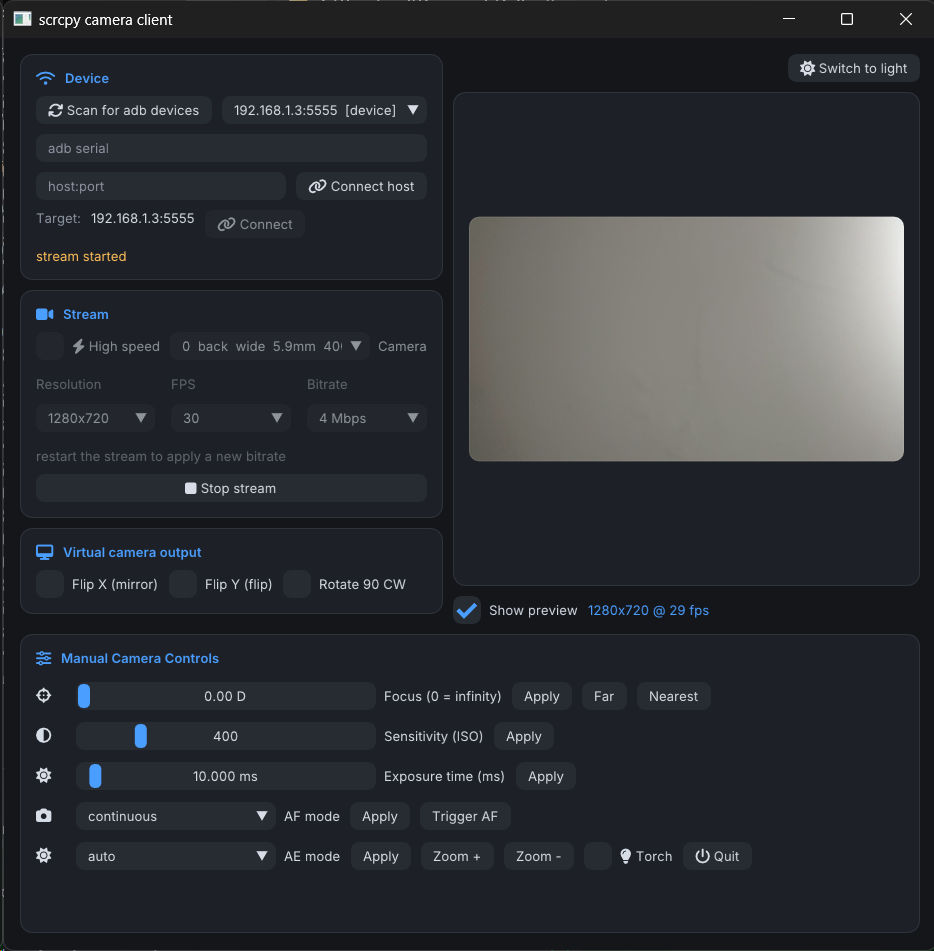 scrcpy camera client
Device
Switch to light
Scan for adb devices
192.168.1.3:5555 [device]
adb serial
host:port
Connect host
Target: 192.168.1.3:5555
Connect
stream started
Stream
High speed
0 back wide 5.9mm
Camera
Resolution
FPS
Bitrate
1280x720
30
4 Mbps
restart the stream to apply a new bitrate
Stop stream
Virtual camera output
Flip X (mirror)
Flip Y (flip)
Rotate 90 CW
Show preview
1280x720 @ 29 fps
Manual Camera Controls
0.00 D
Focus (0 = infinity)
Apply
Far
Nearest
400
Sensitivity (ISO)
Apply
10.000 ms
Exposure time (ms)
Apply
continuous
AF mode
Apply
Trigger AF
auto
AE mode
Apply
Zoom +
Zoom -
Torch
Quit